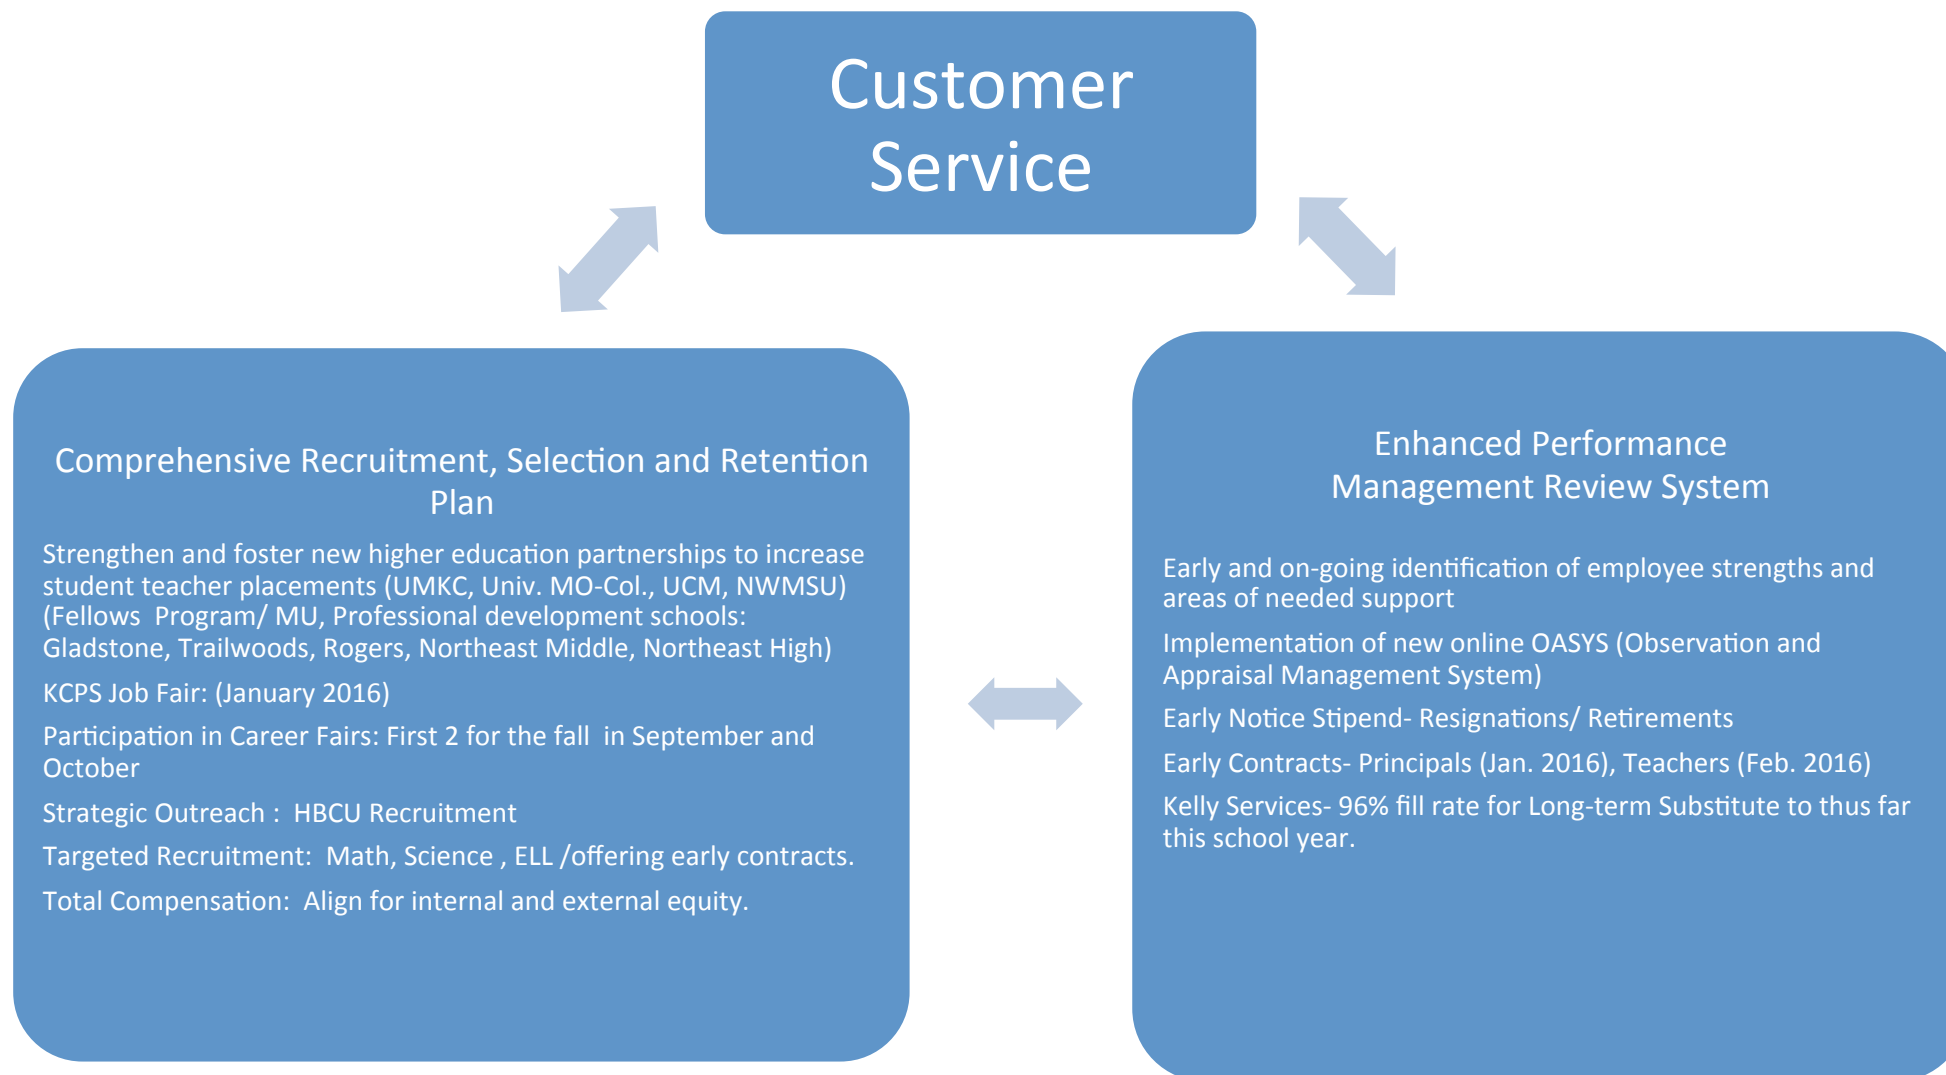 Customer
Service
Comprehensive Recruitment, Selection and Retention
Plan
Strengthen and foster new higher education partnerships to increase
student teacher placements (UMKC, Univ. MO-Col., UCM, NWMSU)
(Fellows  Program/ MU, Professional development schools:
Gladstone, Trailwoods, Rogers, Northeast Middle, Northeast High)
KCPS Job Fair: (January 2016)
Participation in Career Fairs: First 2 for the fall  in September and
October
Strategic Outreach :  HBCU Recruitment
Targeted Recruitment:  Math, Science , ELL /offering early contracts.
Total Compensation:  Align for internal and external equity.
Enhanced Performance
Management Review System
Early and on-going identification of employee strengths and
areas of needed support
Implementation of new online OASYS (Observation and
Appraisal Management System)
Early Notice Stipend- Resignations/ Retirements
Early Contracts- Principals (Jan. 2016), Teachers (Feb. 2016)
Kelly Services- 96% fill rate for Long-term Substitute to thus far
this school year.